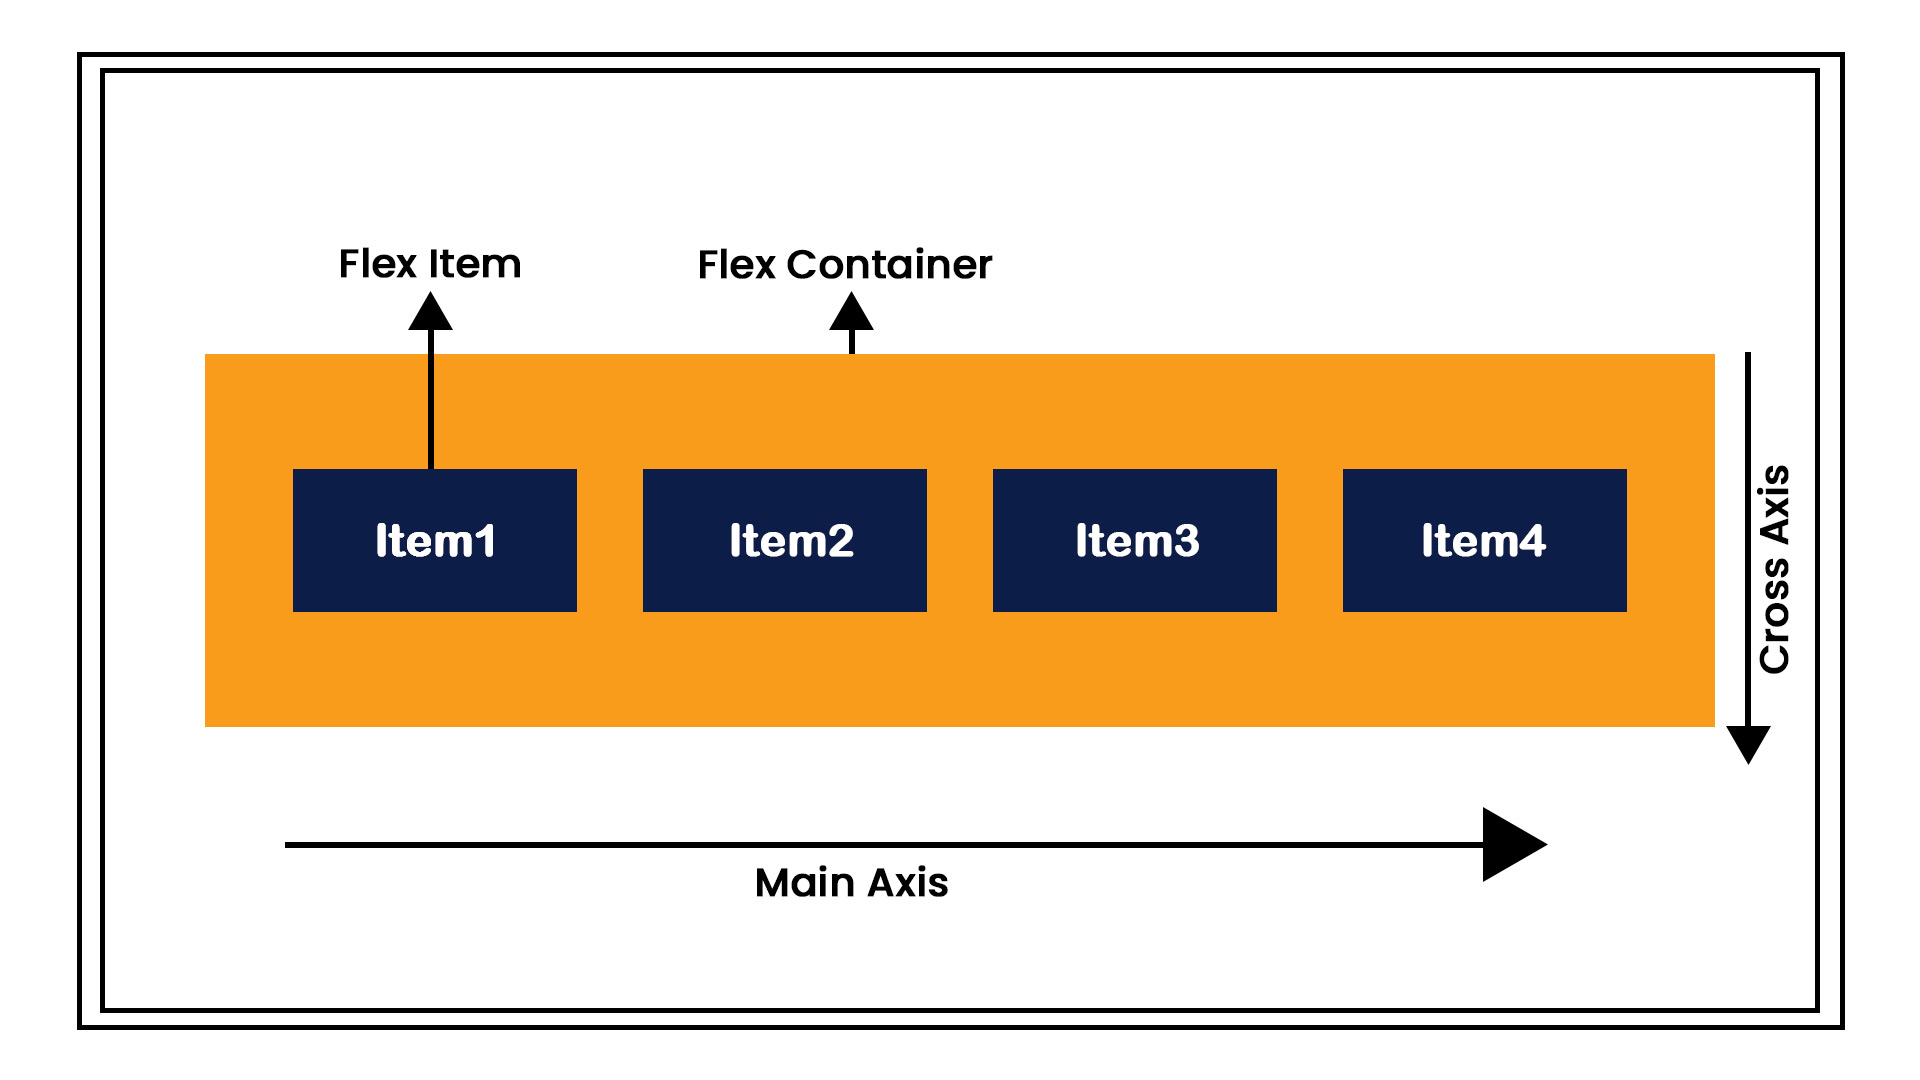 Flex Item
Flex Container
Item1
Item2
Item3
Item4
Cross Axis
Main Axis